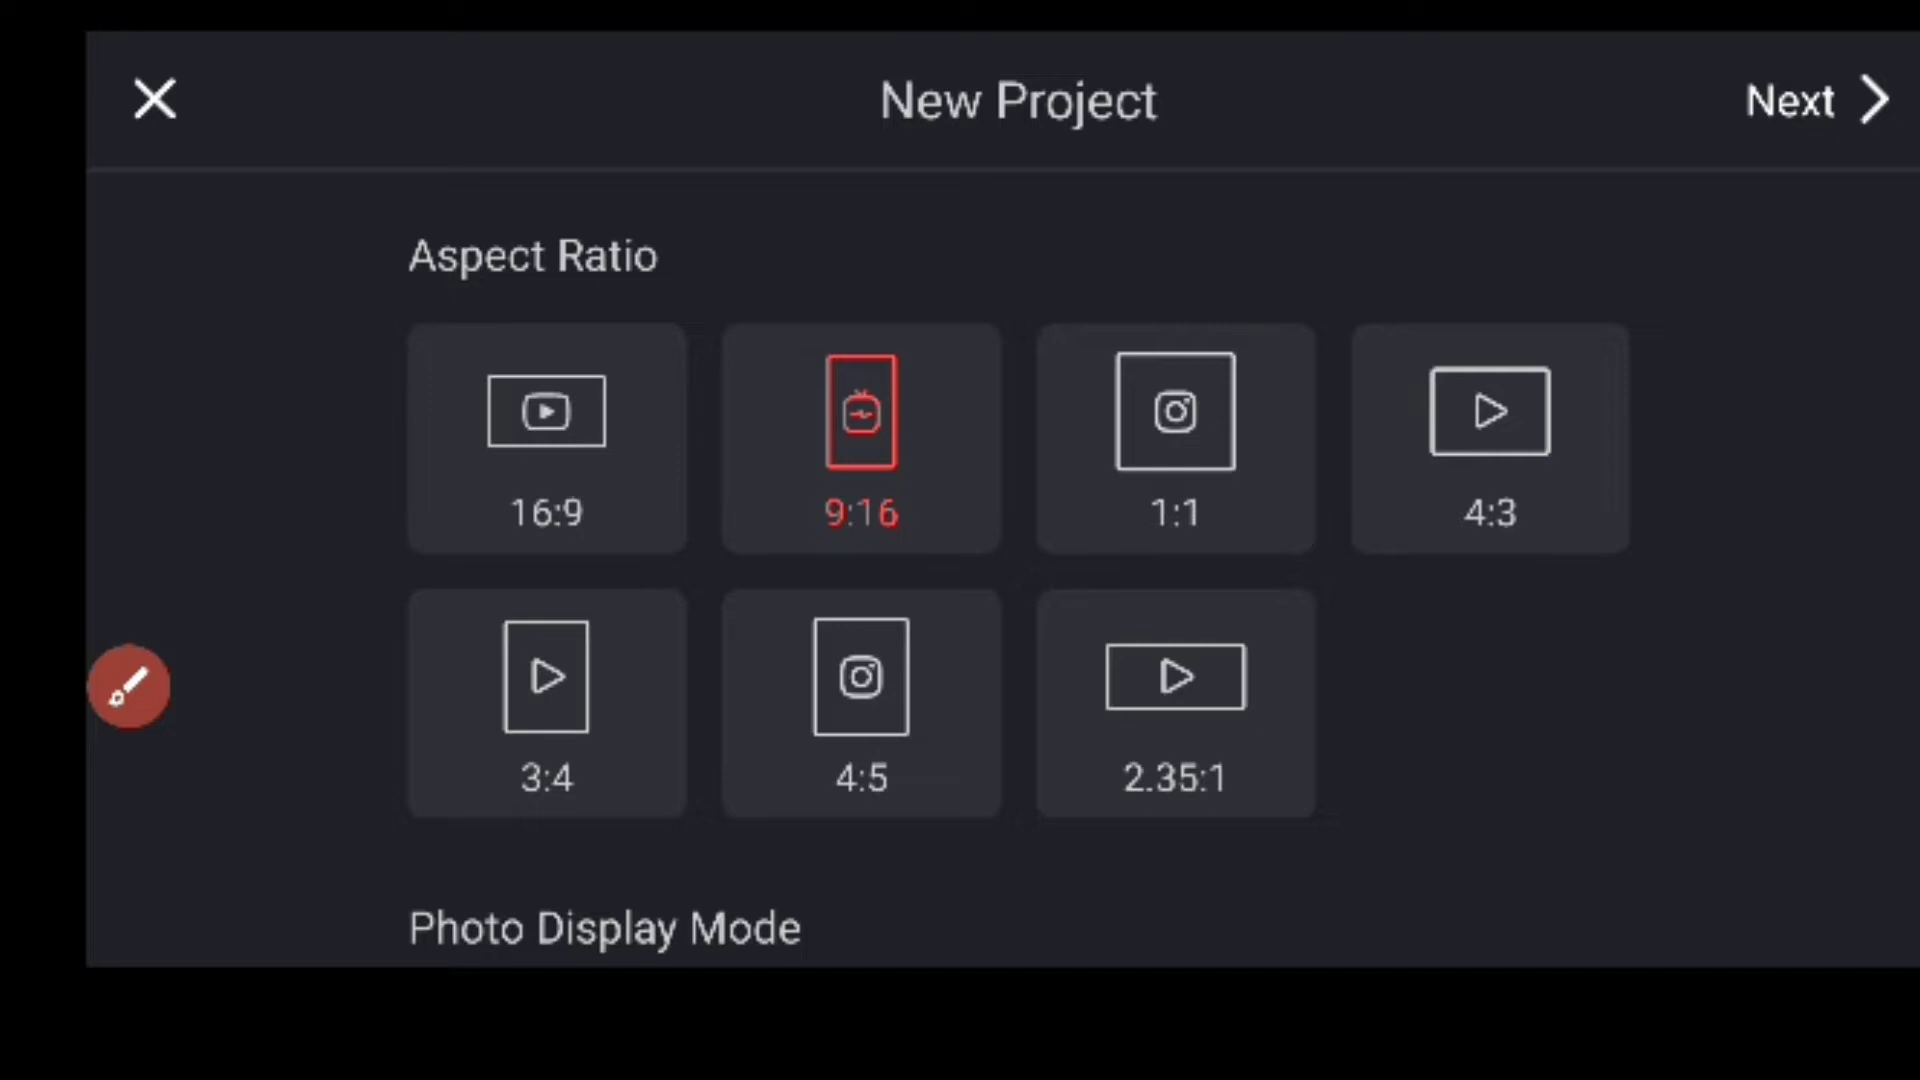 New Project
Next
Aspect Ratio
16:9
9:16
1:1
4:3
3:4
4:5
2.35:1
Photo Display Mode